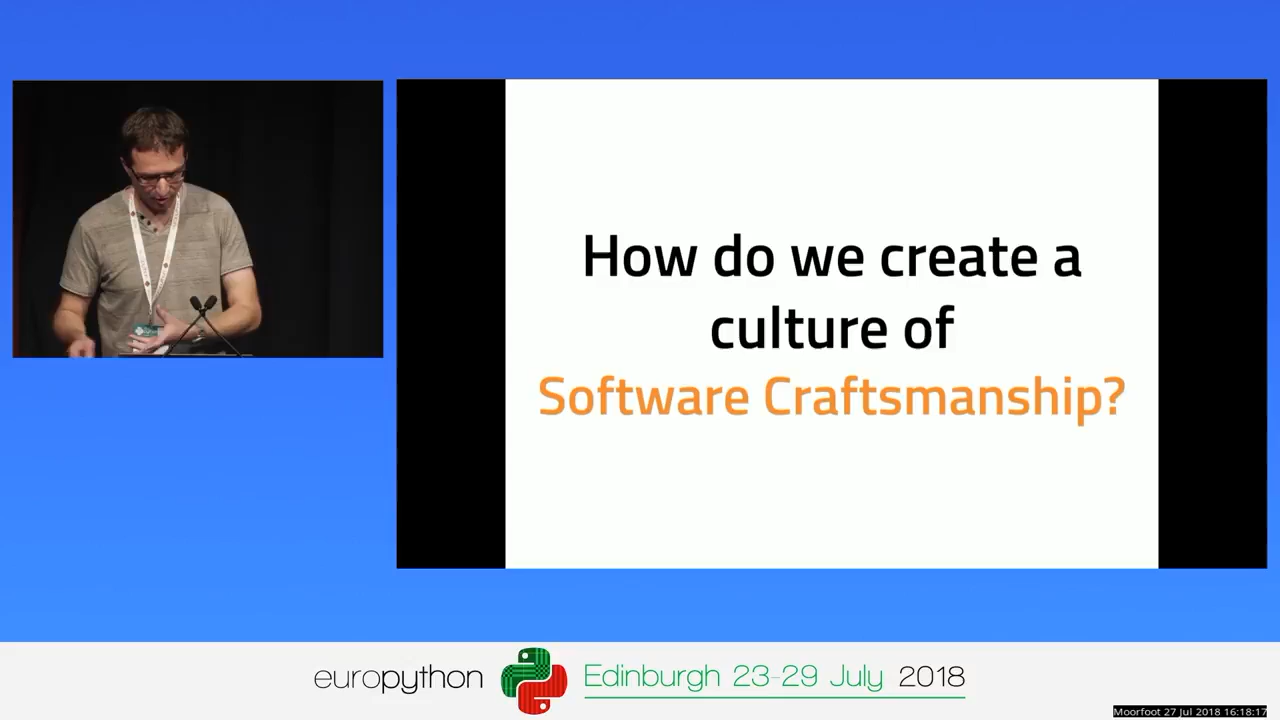 How do we create a
culture of
Software Craftsmanship?
europython
Edinburgh 23-29 July 2018
Moorfoot 27 Jul 2018 16:18:17